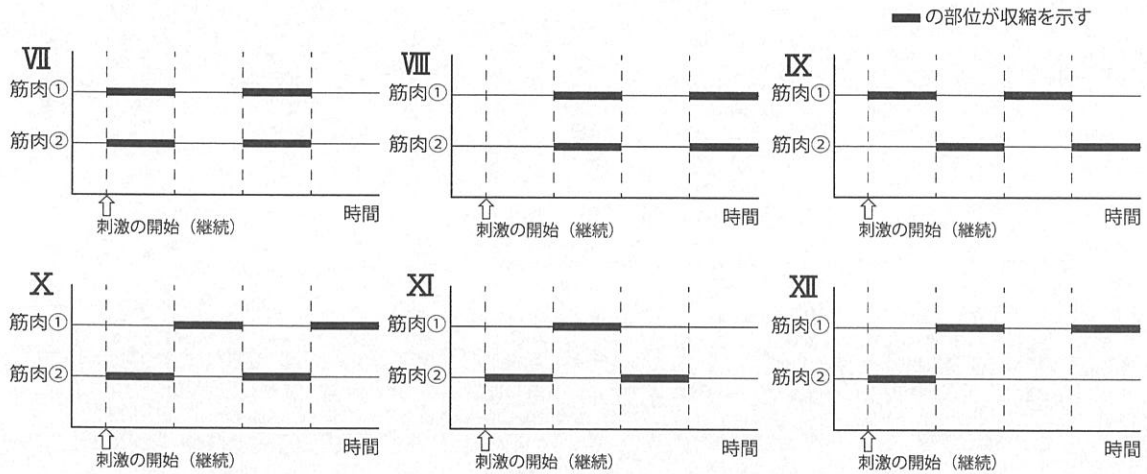 の部位が収縮を示す
Ⅶ
筋肉①
筋肉②
時間
刺激の開始（継続）
Ⅷ
筋肉①
筋肉②
時間
刺激の開始（継続）
Ⅸ
筋肉①
筋肉②
時間
刺激の開始（継続）
Ⅹ
筋肉①
筋肉②
時間
刺激の開始（継続）
Ⅺ
筋肉①
筋肉②
時間
刺激の開始（継続）
Ⅻ
筋肉①
筋肉②
時間
刺激の開始（継続）